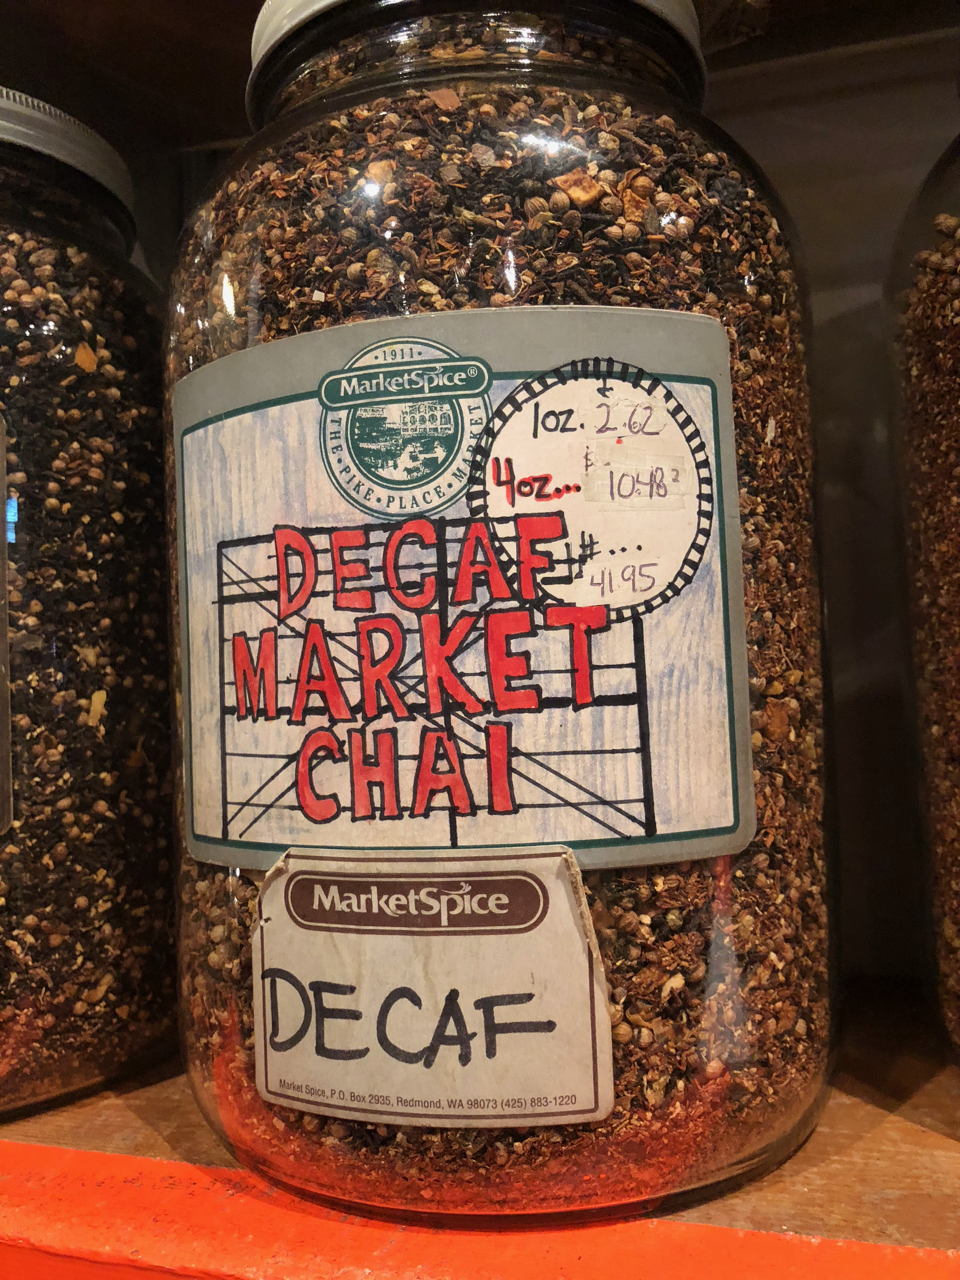 ·1911·
MarketSpice®
THE·PIKE·PLACE·MARKET
1oz. 2.62
4oz... $10.48
#... 41.95
DECAF
MARKET
CHAI
MarketSpice
DECAF
Market Spice, P.O. Box 2935, Redmond, WA 98073 (425) 883-1220